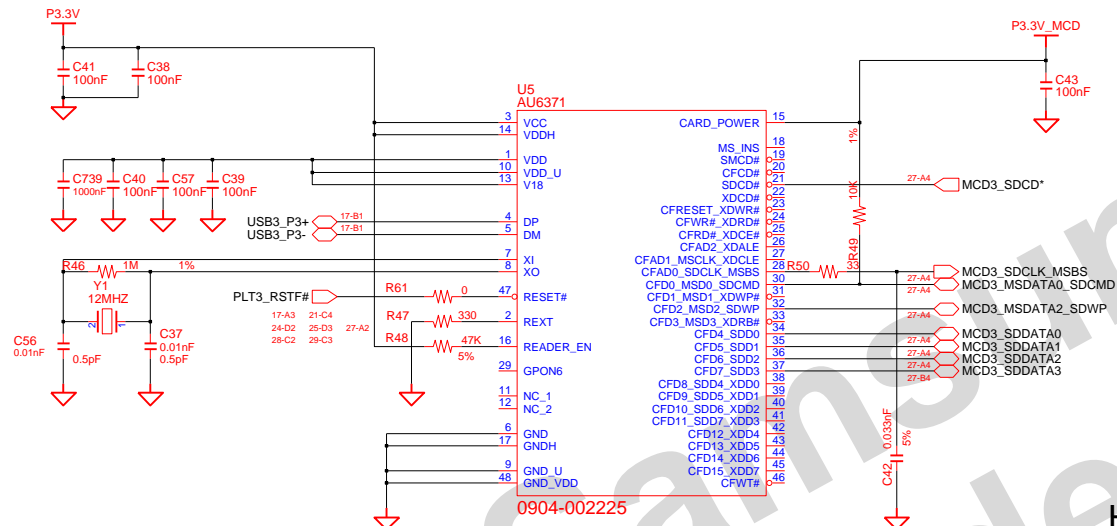 P3.3V
C41
100nF
C38
100nF
P3.3V_MCD
C43
100nF
U5
AU6371
3 VCC
14 VDDH
1 VDD
10 VDD_U
13 V18
4 DP
5 DM
7 XI
8 XO
47 RESET#
2 REXT
16 READER_EN
29 GPON6
11 NC_1
12 NC_2
6 GND
17 GNDH
9 GND_U
48 GND_VDD
CARD_POWER 15
MS_INS 18
SMCD# 19
CFCD# 20
SDCD# 21
XDCD# 22
CFRESET_XDWR# 23
CFWR#_XDRD# 24
CFRD#_XDCE# 25
CFAD2_XDALE 26
CFAD1_MSCLK_XDCLE 27
CFAD0_SDCLK_MSBS 28
CFD0_MSD0_SDCMD 30
CFD1_MSD1_XDWP# 31
CFD2_MSD2_SDWP 32
CFD3_MSD3_XDRB# 33
CFD4_SDD0 34
CFD5_SDD1 35
CFD6_SDD2 36
CFD7_SDD3 37
CFD8_SDD4_XDD0 38
CFD9_SDD5_XDD1 39
CFD10_SDD6_XDD2 40
CFD11_SDD7_XDD3 41
CFD12_XDD4 42
CFD13_XDD5 43
CFD14_XDD6 44
CFD15_XDD7 45
CFWT# 46
0904-002225
C739
1000nF
C40
100nF
C57
100nF
C39
100nF
USB3_P3+ 17-B1
USB3_P3- 17-B1
R46 1M 1%
Y1
12MHZ
2 1
C56
0.01nF
0.5pF
C37
0.01nF
0.5pF
PLT3_RSTF#
17-A3 21-C4
24-D2 25-D3 27-A2
28-C2 29-C3
R61 0
R47 330
R48 47K
5%
1%
10K
R49
R50 33
27-A4 MCD3_SDCD*
MCD3_SDCLK_MSBS
27-A4 MCD3_MSDATA0_SDCMD
27-A4
MCD3_MSDATA2_SDWP
27-A4
MCD3_SDDATA0
27-A4 MCD3_SDDATA1
27-A4 MCD3_SDDATA2
27-A4 MCD3_SDDATA3
27-B4
C42 0.033nF
5%